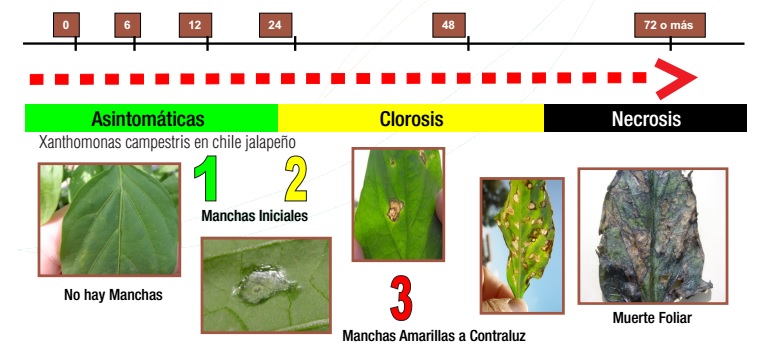 0 6 12 24 48 72 o más
Asintomáticas Clorosis Necrosis
Xanthomonas campestris en chile jalapeño
1 2
Manchas Iniciales
No hay Manchas
3
Manchas Amarillas a Contraluz
Muerte Foliar